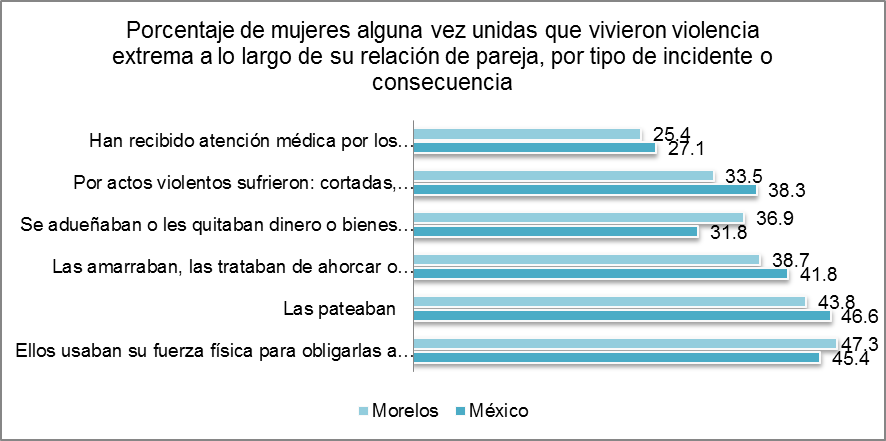 Porcentaje de mujeres alguna vez unidas que vivieron violencia
extrema a lo largo de su relación de pareja, por tipo de incidente o
consecuencia
Han recibido atención médica por los…
25.4
27.1
Por actos violentos sufrieron: cortadas,…
33.5
38.3
Se adueñaban o les quitaban dinero o bienes…
36.9
31.8
Las amarraban, las trataban de ahorcar o…
38.7
41.8
Las pateaban
43.8
46.6
Ellos usaban su fuerza física para obligarlas a…
47.3
45.4
Morelos México